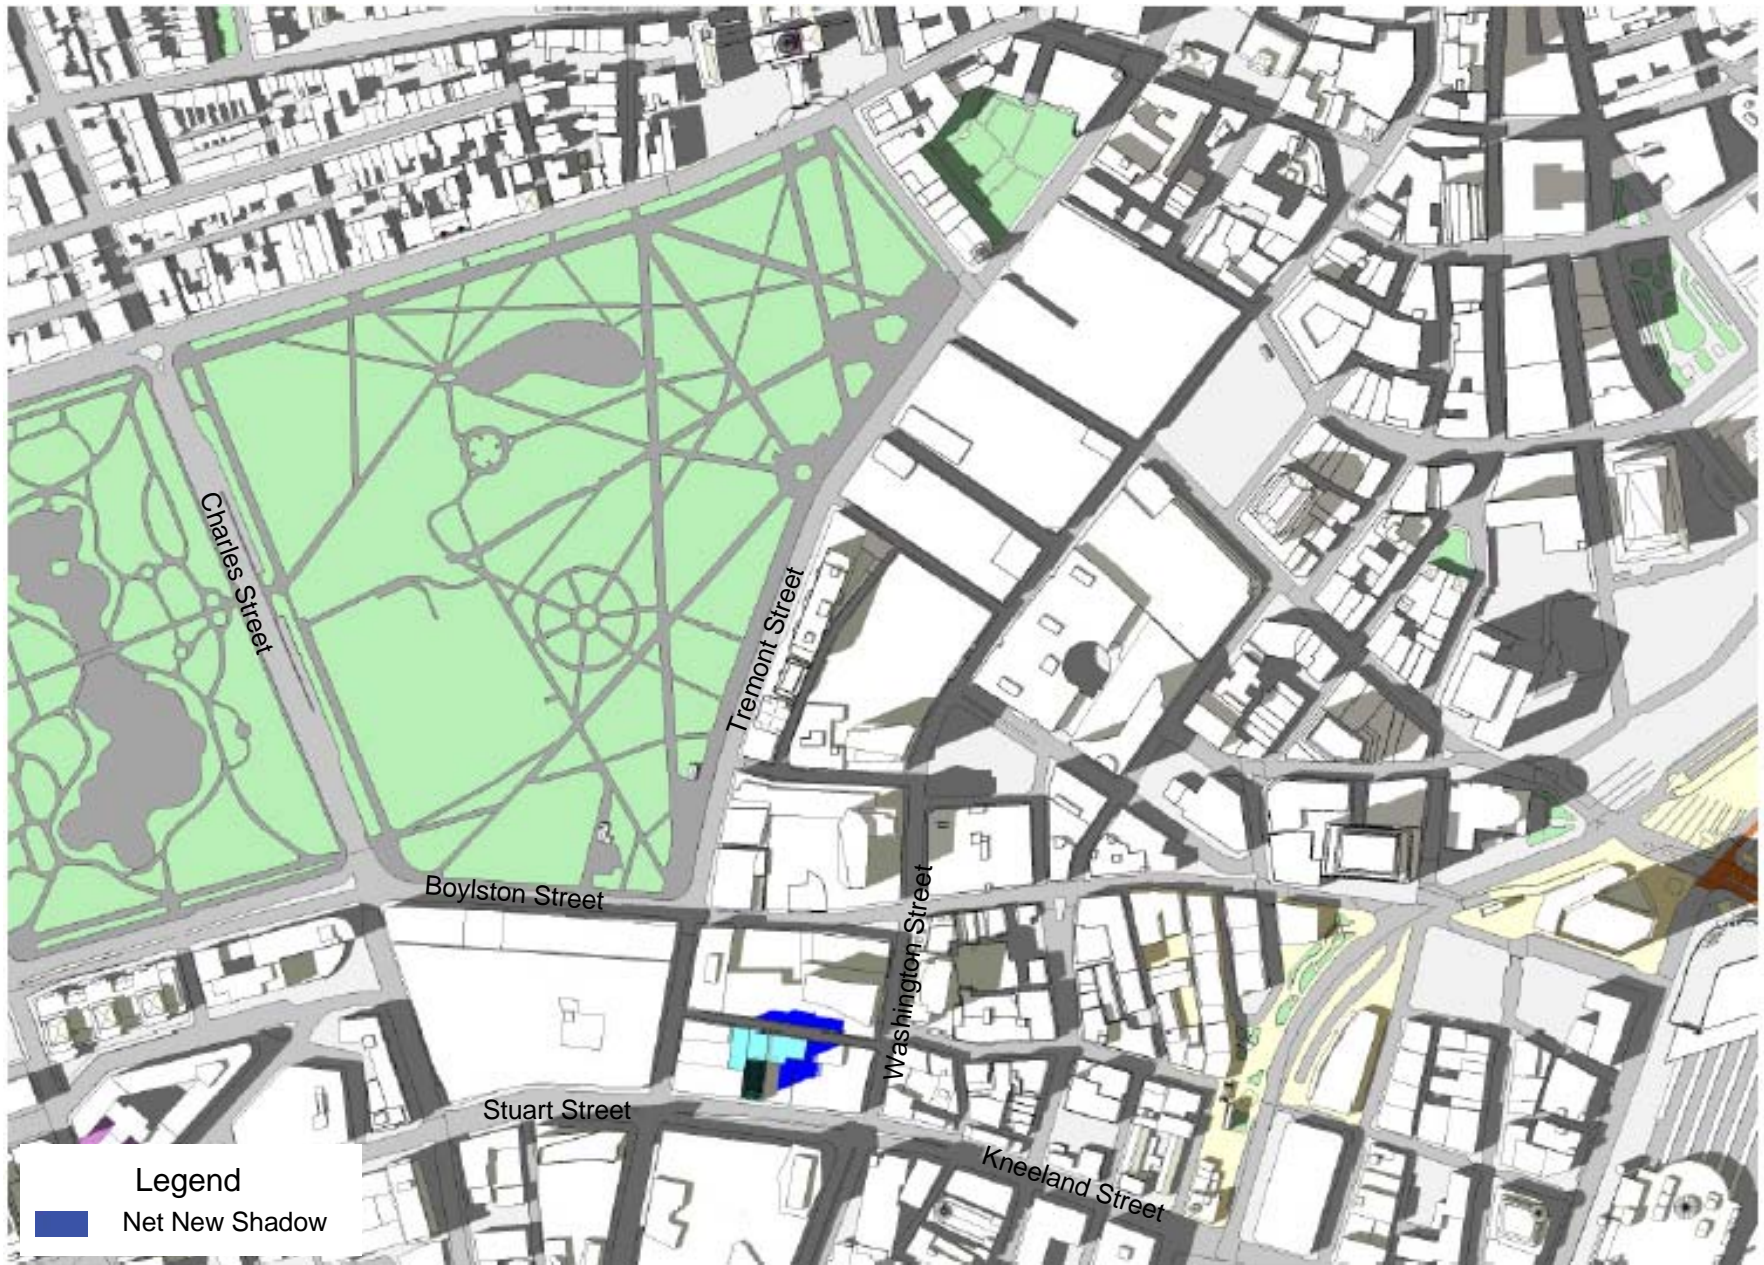 Charles Street
Tremont Street
Boylston Street
Washington Street
Stuart Street
Kneeland Street
Legend
Net New Shadow